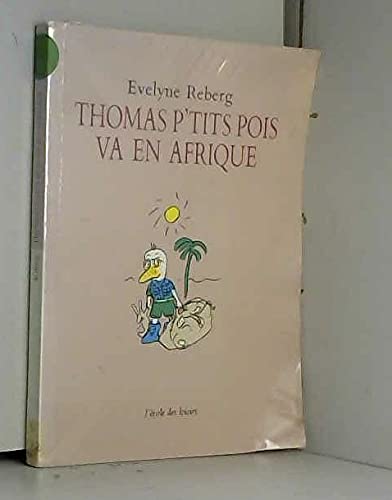 Evelyne Reberg
THOMAS P'TITS POIS
VA EN AFRIQUE
l'école des loisirs